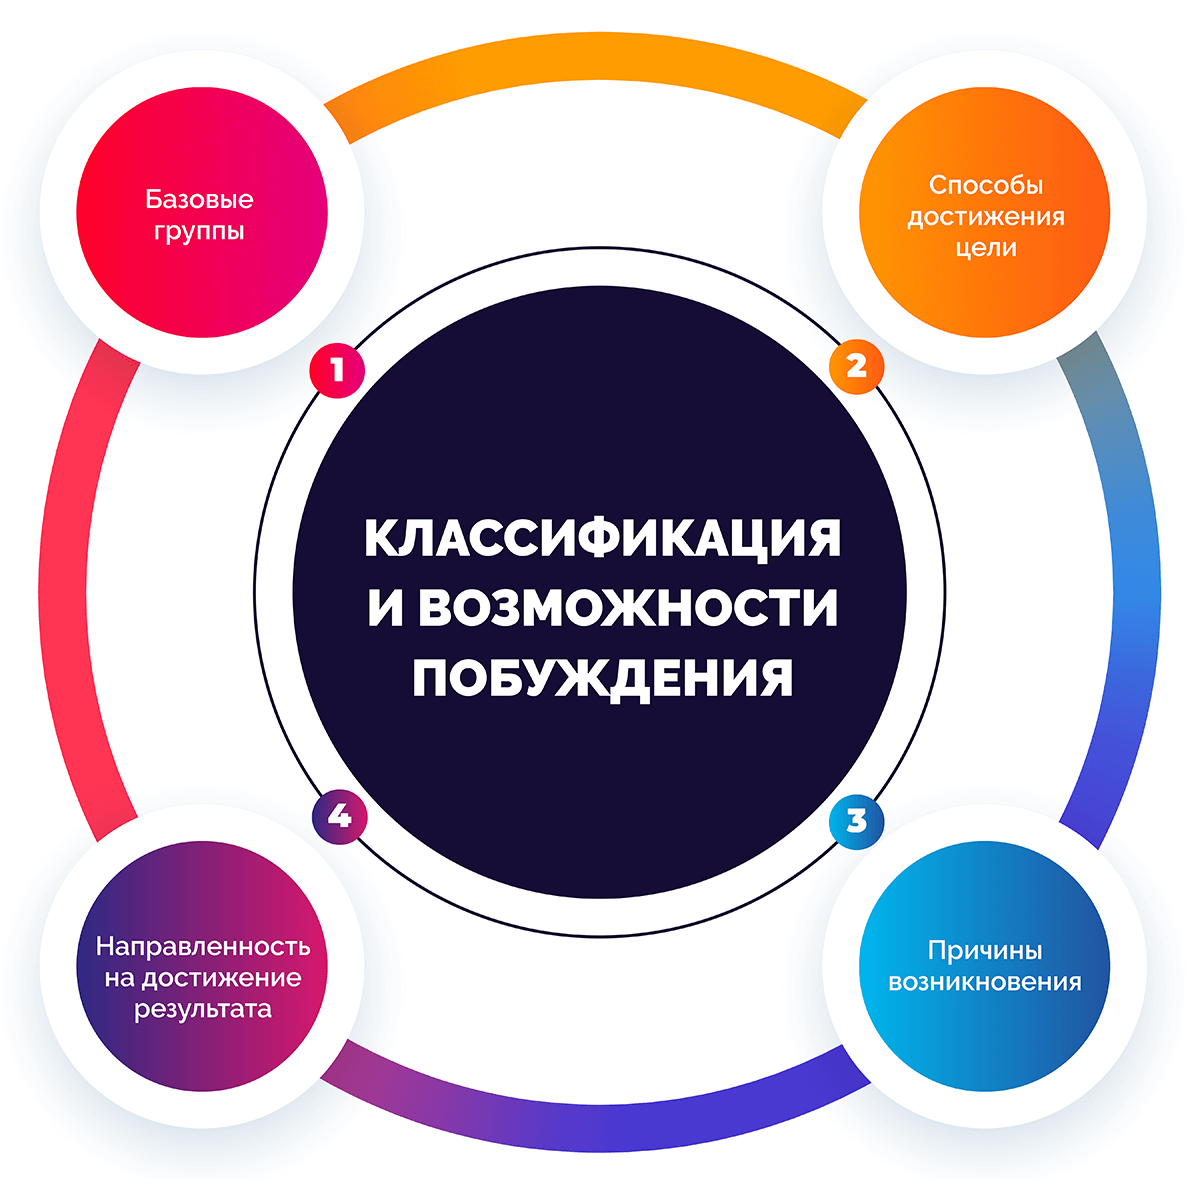 Базовые
группы
Способы
достижения
цели
1
2
КЛАССИФИКАЦИЯ
И ВОЗМОЖНОСТИ
ПОБУЖДЕНИЯ
4
3
Направленность
на достижение
результата
Причины
возникновения